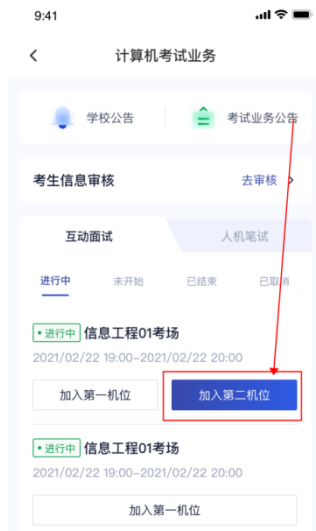 9:41
计算机考试业务
学校公告 考试业务公告
考生信息审核 去审核
互动面试 人机笔试
进行中 未开始 已结束 已取消
进行中 信息工程01考场
2021/02/22 19:00-2021/02/22 20:00
加入第一机位 加入第二机位
进行中 信息工程01考场
2021/02/22 19:00-2021/02/22 20:00
加入第一机位